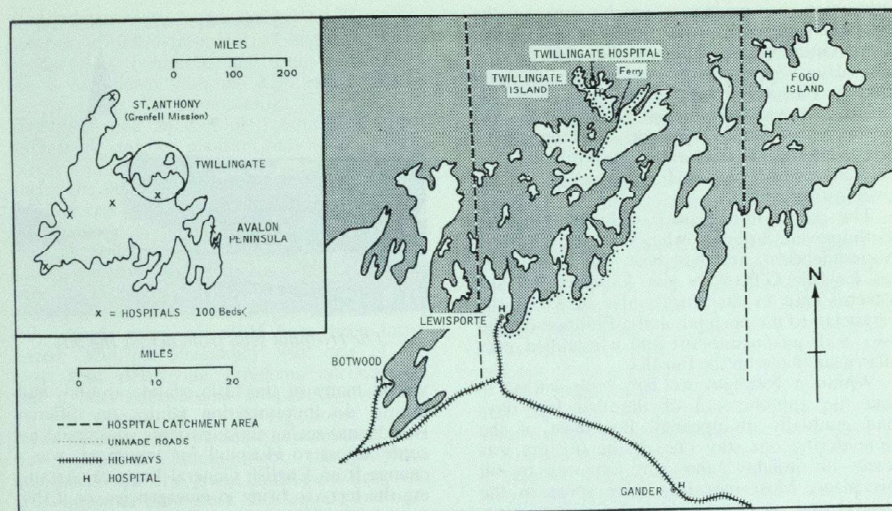 MILES
0 100 200
ST. ANTHONY
(Grenfell Mission)
TWILLINGATE
AVALON
PENINSULA
X = HOSPITALS 100 Beds<
MILES
0 10 20
HOSPITAL CATCHMENT AREA
UNMADE ROADS
HIGHWAYS
H HOSPITAL
TWILLINGATE HOSPITAL
Ferry
TWILLINGATE
ISLAND
H
H
FOGO
ISLAND
N
LEWISPORTE
H
BOTWOOD
H
GANDER
H